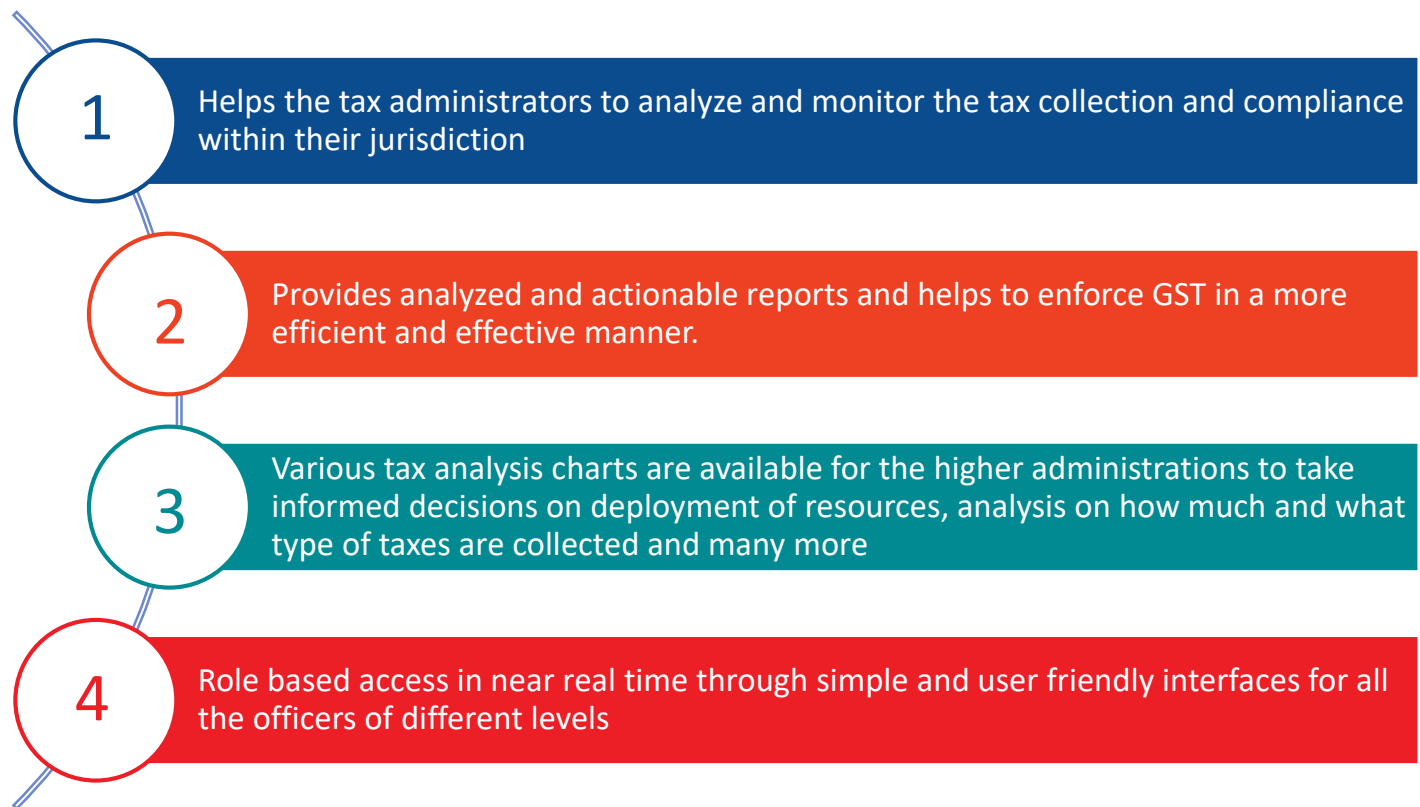 1
Helps the tax administrators to analyze and monitor the tax collection and compliance
within their jurisdiction
2
Provides analyzed and actionable reports and helps to enforce GST in a more
efficient and effective manner.
3
Various tax analysis charts are available for the higher administrations to take
informed decisions on deployment of resources, analysis on how much and what
type of taxes are collected and many more
4
Role based access in near real time through simple and user friendly interfaces for all
the officers of different levels